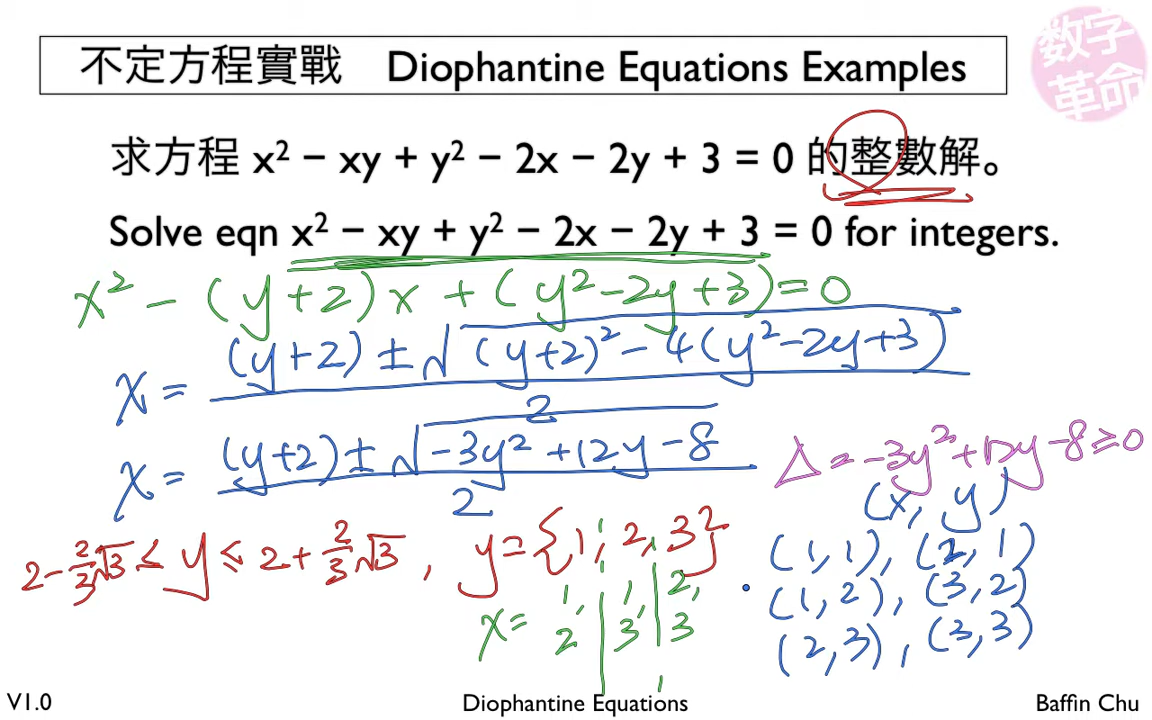 不定方程實戰 Diophantine Equations Examples
数字
革命
求方程 x² − xy + y² − 2x − 2y + 3 = 0 的整數解。
Solve eqn x² − xy + y² − 2x − 2y + 3 = 0 for integers.
x² − (y+2)x + (y²−2y+3) = 0
x = ((y+2) ± √((y+2)² − 4(y²−2y+3))) / 2
x = ((y+2) ± √(−3y²+12y−8)) / 2
Δ = −3y²+12y−8 ≥ 0
(x, y)
2−2/3√3 ≤ y ≤ 2+2/3√3, y = {1, 2, 3}
x = 1, 2 | 1, 3 | 2, 3
(1,1), (2,1)
(1,2), (3,2)
(2,3), (3,3)
V1.0 Diophantine Equations Baffin Chu